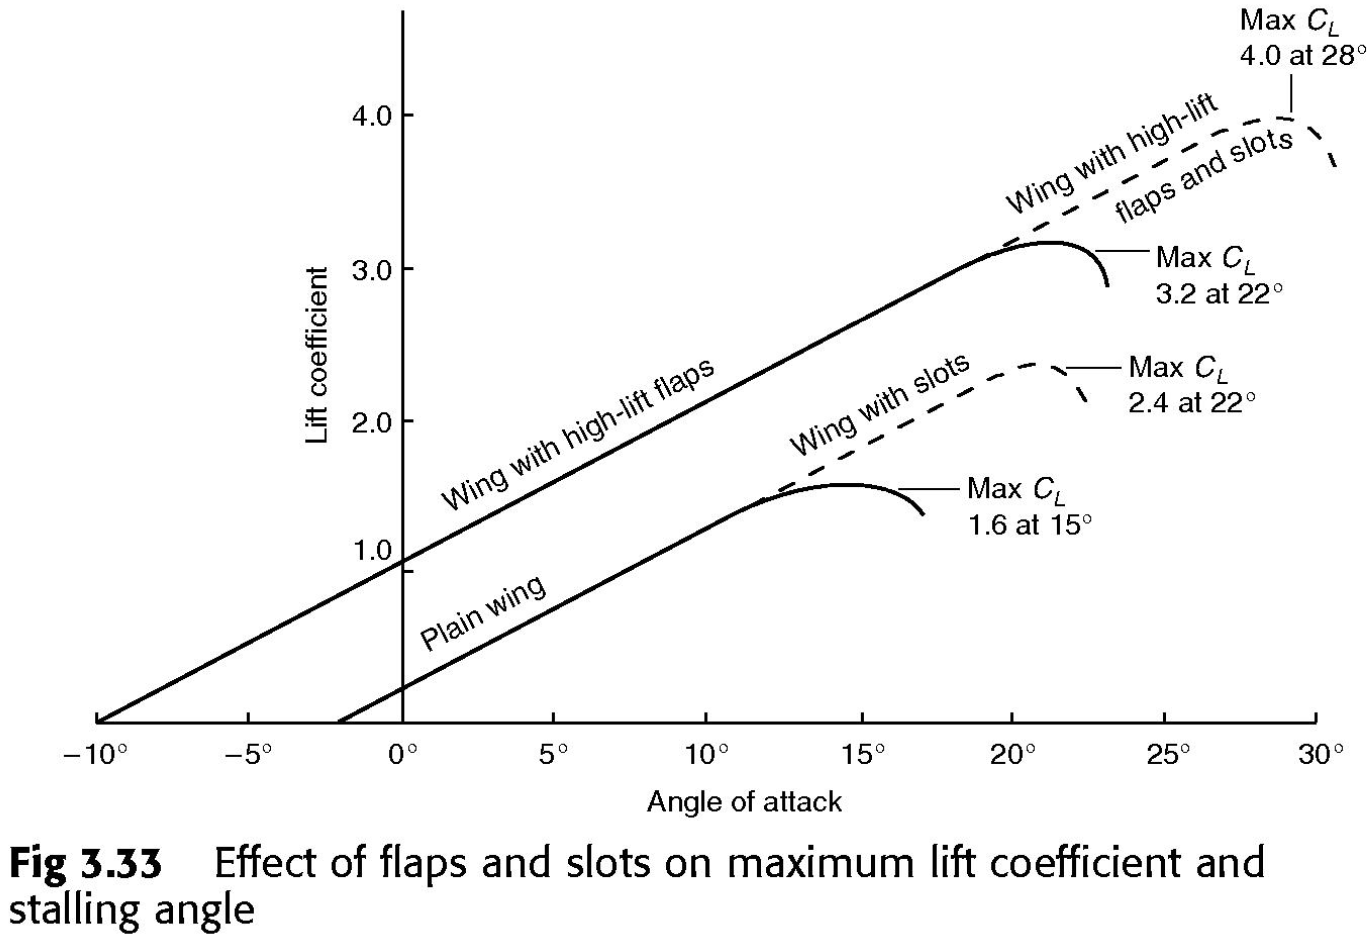 Max C_L
4.0 at 28°
4.0
Wing with high-lift
flaps and slots
3.0
Max C_L
3.2 at 22°
Lift coefficient
Wing with high-lift flaps
Wing with slots
Max C_L
2.4 at 22°
2.0
Max C_L
1.6 at 15°
1.0
Plain wing
−10° −5° 0° 5° 10° 15° 20° 25° 30°
Angle of attack
Fig 3.33 Effect of flaps and slots on maximum lift coefficient and
stalling angle